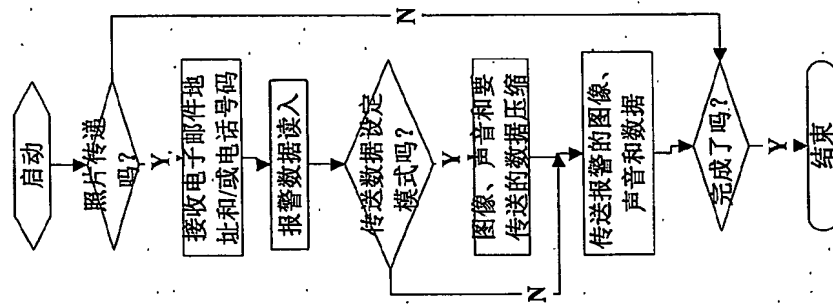 启动
照片传递
吗？
N
Y
接收电子邮件地
址和/或电话号码
报警数据读入
传送数据设定
模式吗？
Y
N
图像、声音和要
传送的数据压缩
传送报警的图像、
声音和数据
完成了吗？
Y
结束